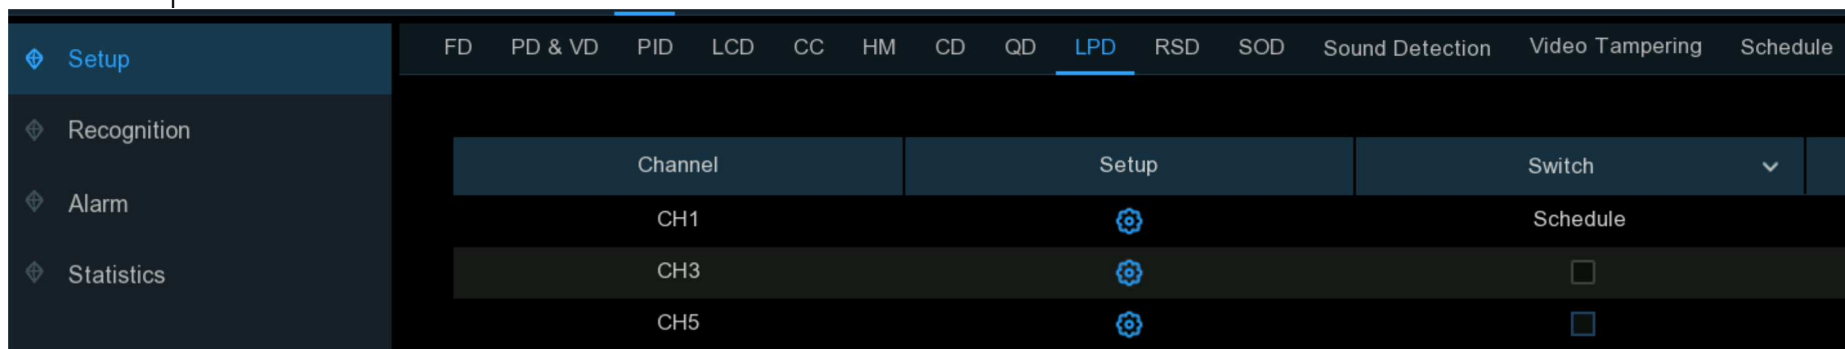 Setup
Recognition
Alarm
Statistics
FD PD & VD PID LCD CC HM CD QD LPD RSD SOD Sound Detection Video Tampering Schedule
Channel Setup Switch
CH1 Schedule
CH3
CH5